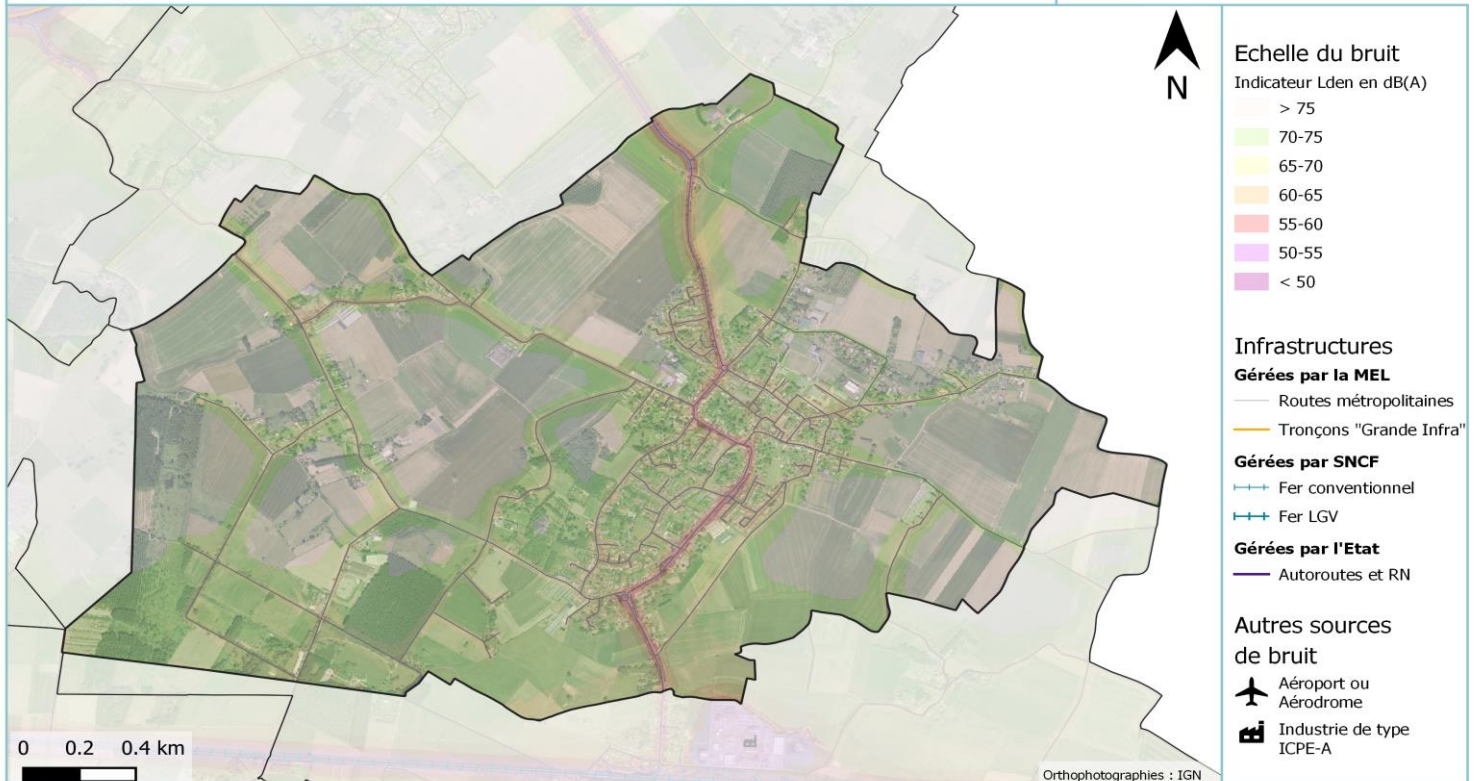 N
Echelle du bruit
Indicateur Lden en dB(A)
> 75
70-75
65-70
60-65
55-60
50-55
< 50
Infrastructures
Gérées par la MEL
Routes métropolitaines
Tronçons "Grande Infra"
Gérées par SNCF
Fer conventionnel
Fer LGV
Gérées par l'Etat
Autoroutes et RN
Autres sources
de bruit
Aéroport ou
Aérodrome
Industrie de type
ICPE-A
0 0.2 0.4 km
Orthophotographies : IGN